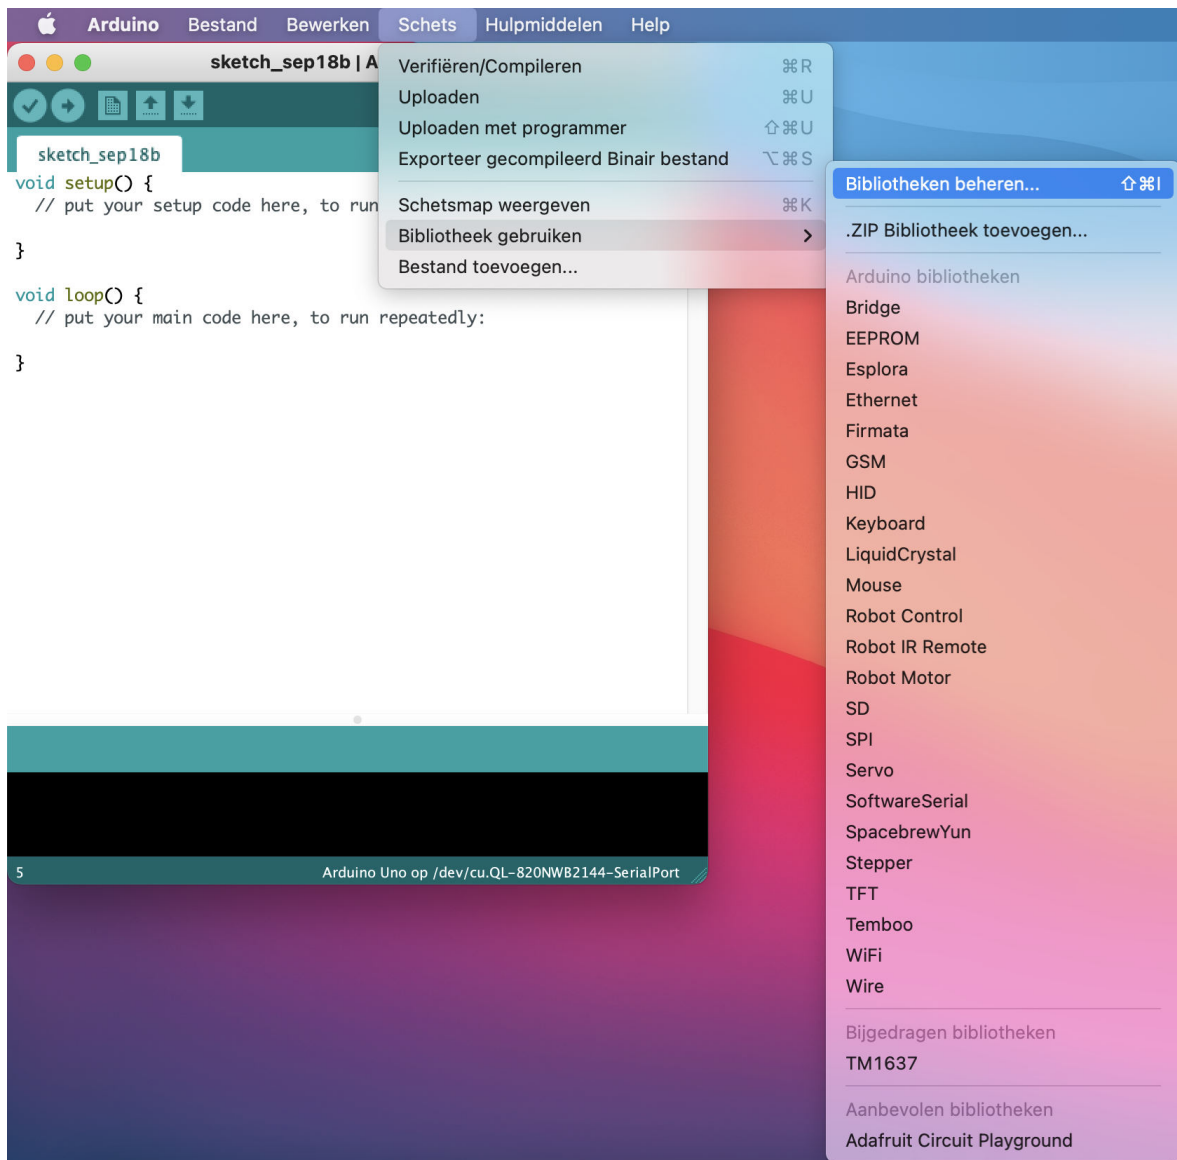 Arduino Bestand Bewerken Schets Hulpmiddelen Help
sketch_sep18b | A
sketch_sep18b
void setup() {
// put your setup code here, to run
}
void loop() {
// put your main code here, to run repeatedly:
}
5 Arduino Uno op /dev/cu.QL-820NWB2144-SerialPort
Verifiëren/Compileren ⌘R
Uploaden ⌘U
Uploaden met programmer ⇧⌘U
Exporteer gecompileerd Binair bestand ⌥⌘S
Schetsmap weergeven ⌘K
Bibliotheek gebruiken
Bestand toevoegen...
Bibliotheken beheren... ⇧⌘I
.ZIP Bibliotheek toevoegen...
Arduino bibliotheken
Bridge
EEPROM
Esplora
Ethernet
Firmata
GSM
HID
Keyboard
LiquidCrystal
Mouse
Robot Control
Robot IR Remote
Robot Motor
SD
SPI
Servo
SoftwareSerial
SpacebrewYun
Stepper
TFT
Temboo
WiFi
Wire
Bijgedragen bibliotheken
TM1637
Aanbevolen bibliotheken
Adafruit Circuit Playground